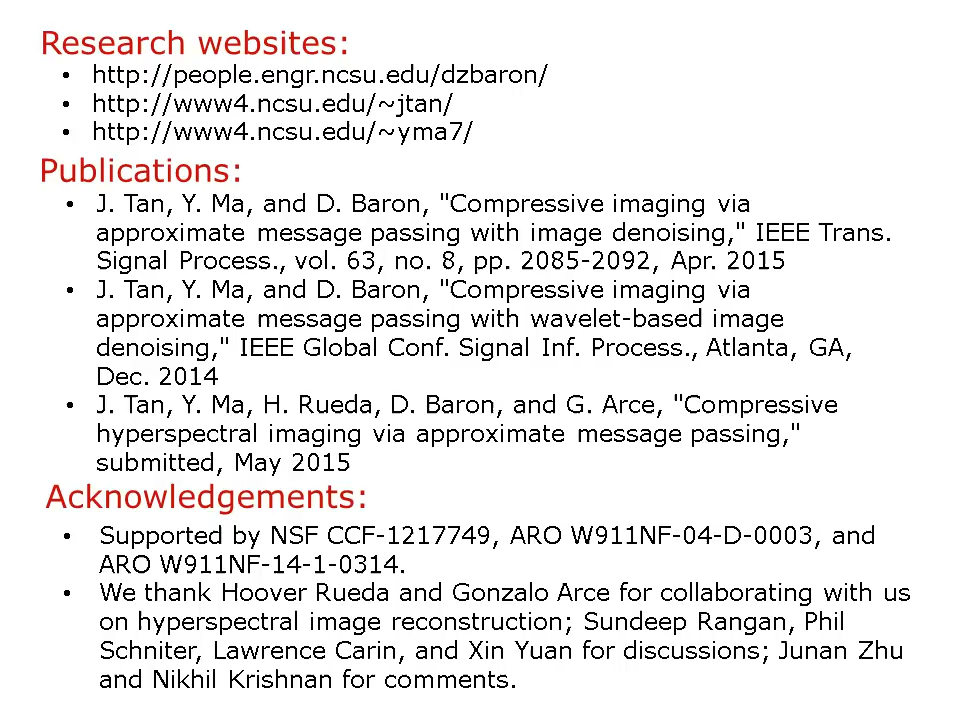 Research websites:
• http://people.engr.ncsu.edu/dzbaron/
• http://www4.ncsu.edu/~jtan/
• http://www4.ncsu.edu/~yma7/
Publications:
• J. Tan, Y. Ma, and D. Baron, "Compressive imaging via
approximate message passing with image denoising," IEEE Trans.
Signal Process., vol. 63, no. 8, pp. 2085-2092, Apr. 2015
• J. Tan, Y. Ma, and D. Baron, "Compressive imaging via
approximate message passing with wavelet-based image
denoising," IEEE Global Conf. Signal Inf. Process., Atlanta, GA,
Dec. 2014
• J. Tan, Y. Ma, H. Rueda, D. Baron, and G. Arce, "Compressive
hyperspectral imaging via approximate message passing,"
submitted, May 2015
Acknowledgements:
• Supported by NSF CCF-1217749, ARO W911NF-04-D-0003, and
ARO W911NF-14-1-0314.
• We thank Hoover Rueda and Gonzalo Arce for collaborating with us
on hyperspectral image reconstruction; Sundeep Rangan, Phil
Schniter, Lawrence Carin, and Xin Yuan for discussions; Junan Zhu
and Nikhil Krishnan for comments.